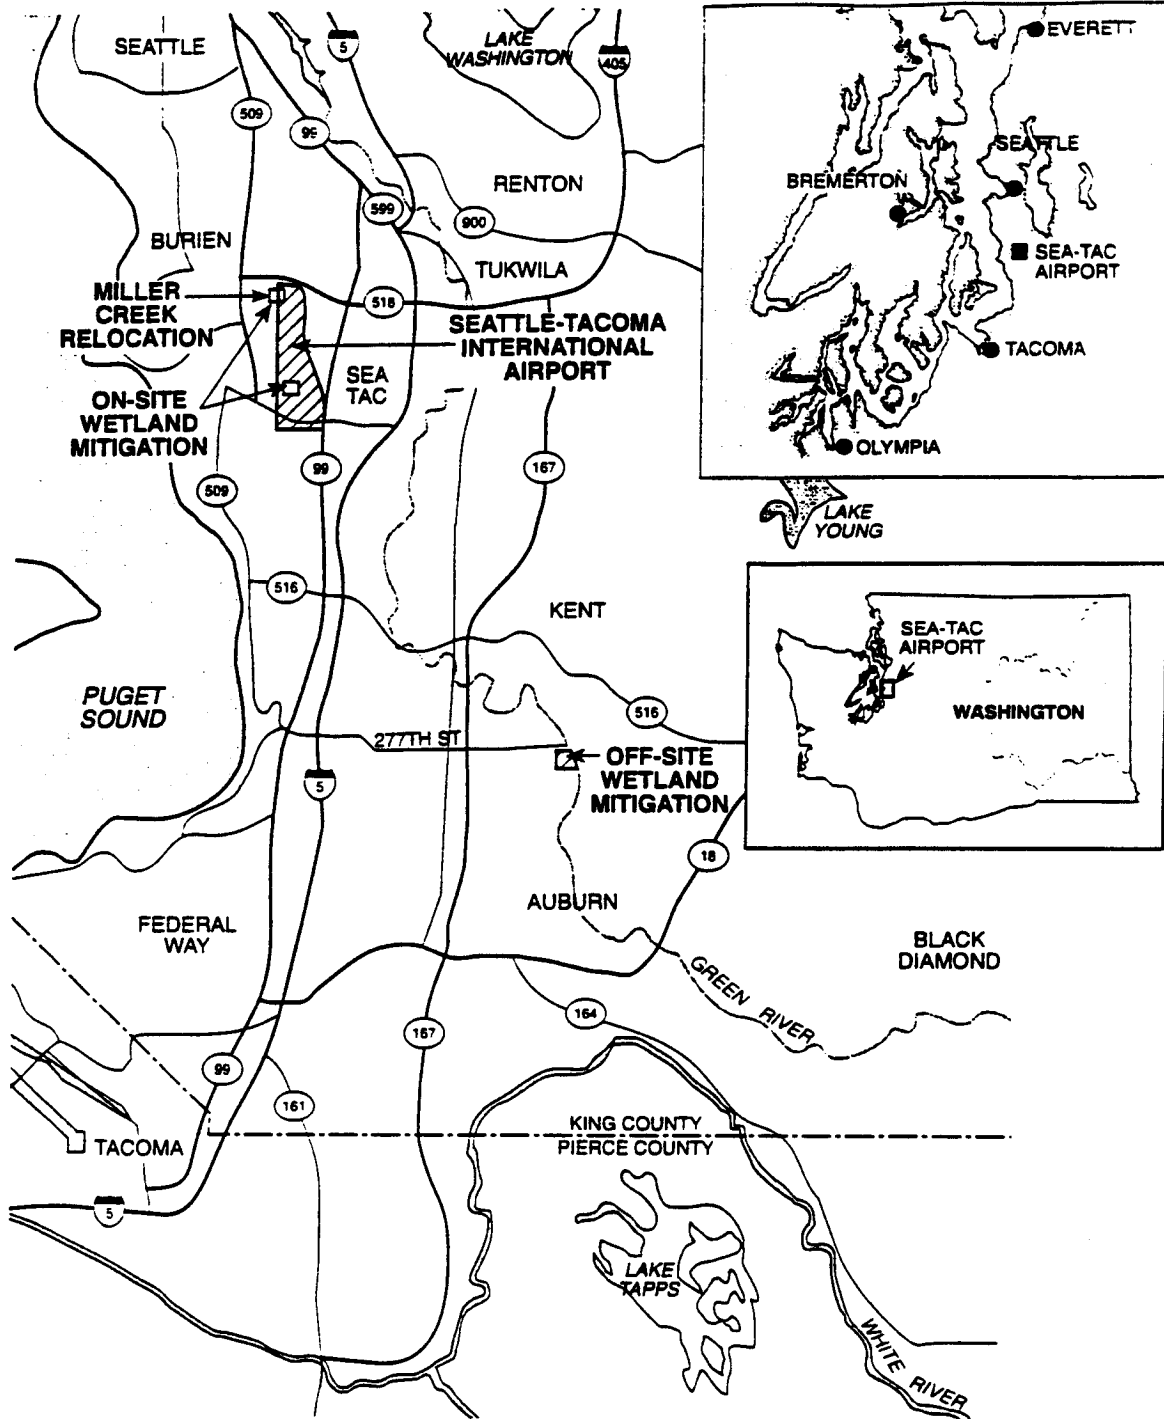 SEATTLE
5
LAKE
WASHINGTON
405
509
99
RENTON
599
900
BURIEN
TUKWILA
MILLER
CREEK
RELOCATION
518
SEATTLE-TACOMA
INTERNATIONAL
AIRPORT
SEA
TAC
ON-SITE
WETLAND
MITIGATION
99
167
509
516
KENT
PUGET
SOUND
516
277TH ST
OFF-SITE
WETLAND
MITIGATION
5
18
AUBURN
FEDERAL
WAY
BLACK
DIAMOND
GREEN RIVER
164
167
99
161
KING COUNTY
PIERCE COUNTY
TACOMA
5
LAKE
TAPPS
WHITE RIVER
EVERETT
SEATTLE
BREMERTON
SEA-TAC
AIRPORT
TACOMA
OLYMPIA
LAKE
YOUNG
SEA-TAC
AIRPORT
WASHINGTON